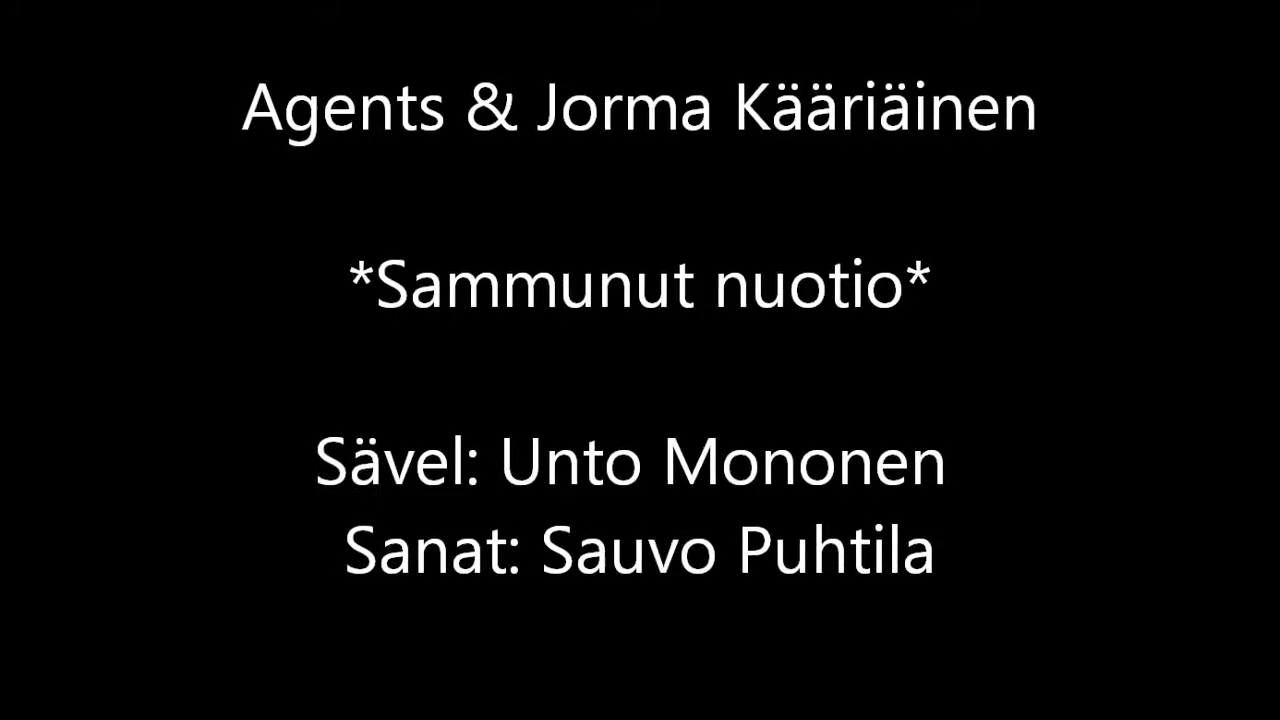 Agents & Jorma Kääriäinen
*Sammunut nuotio*
Sävel: Unto Mononen
Sanat: Sauvo Puhtila